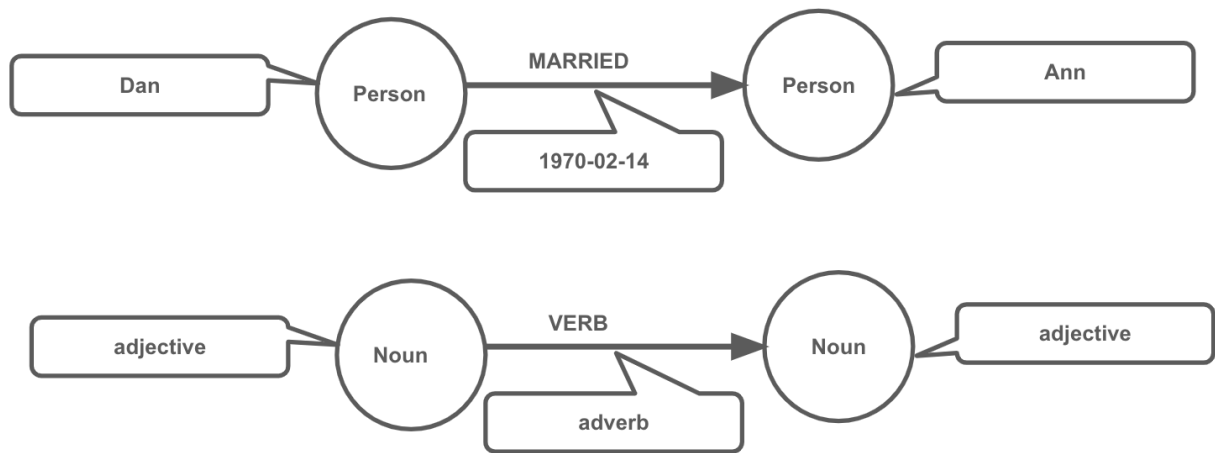 MARRIED
Dan
Person
Person
Ann
1970-02-14
VERB
adjective
Noun
Noun
adjective
adverb